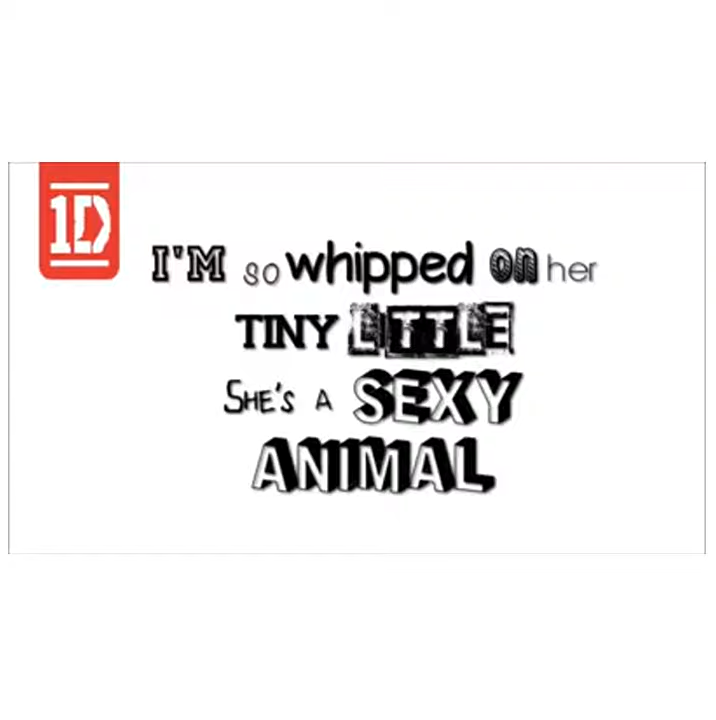 1D
I'M so whipped on her
TINY LITTLE
SHE'S A SEXY
ANIMAL